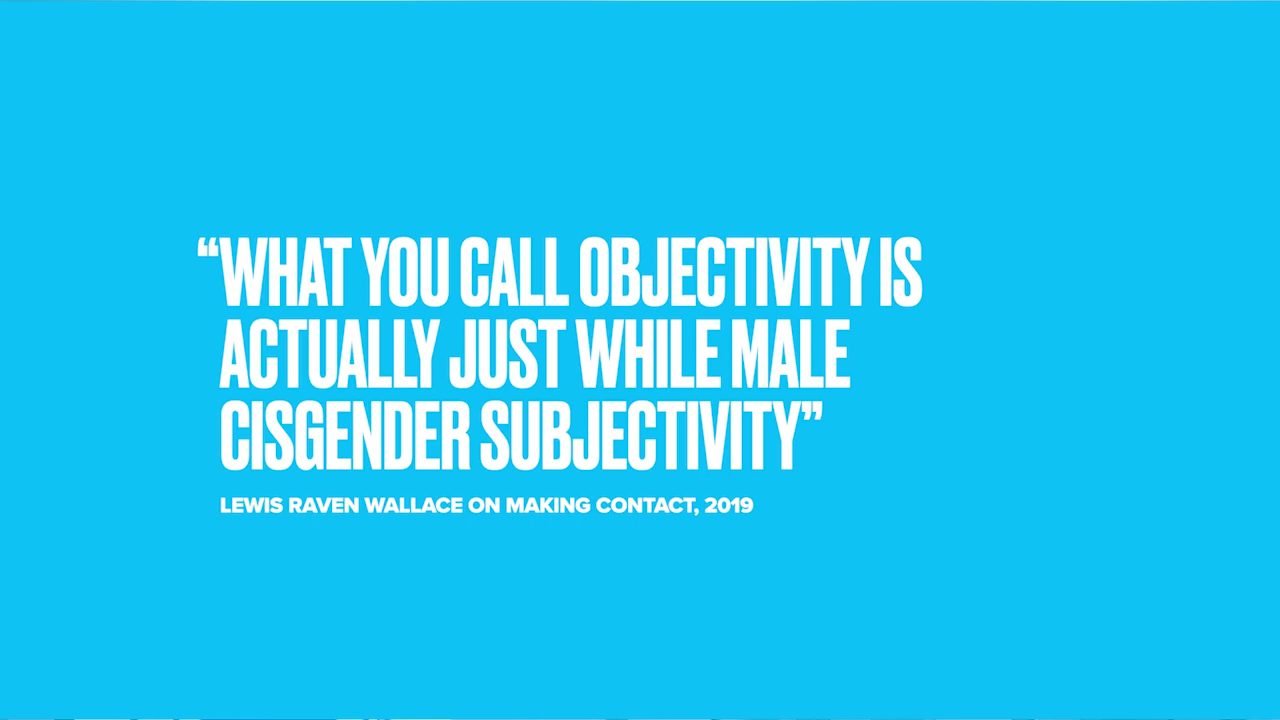 “WHAT YOU CALL OBJECTIVITY IS
ACTUALLY JUST WHILE MALE
CISGENDER SUBJECTIVITY”
LEWIS RAVEN WALLACE ON MAKING CONTACT, 2019